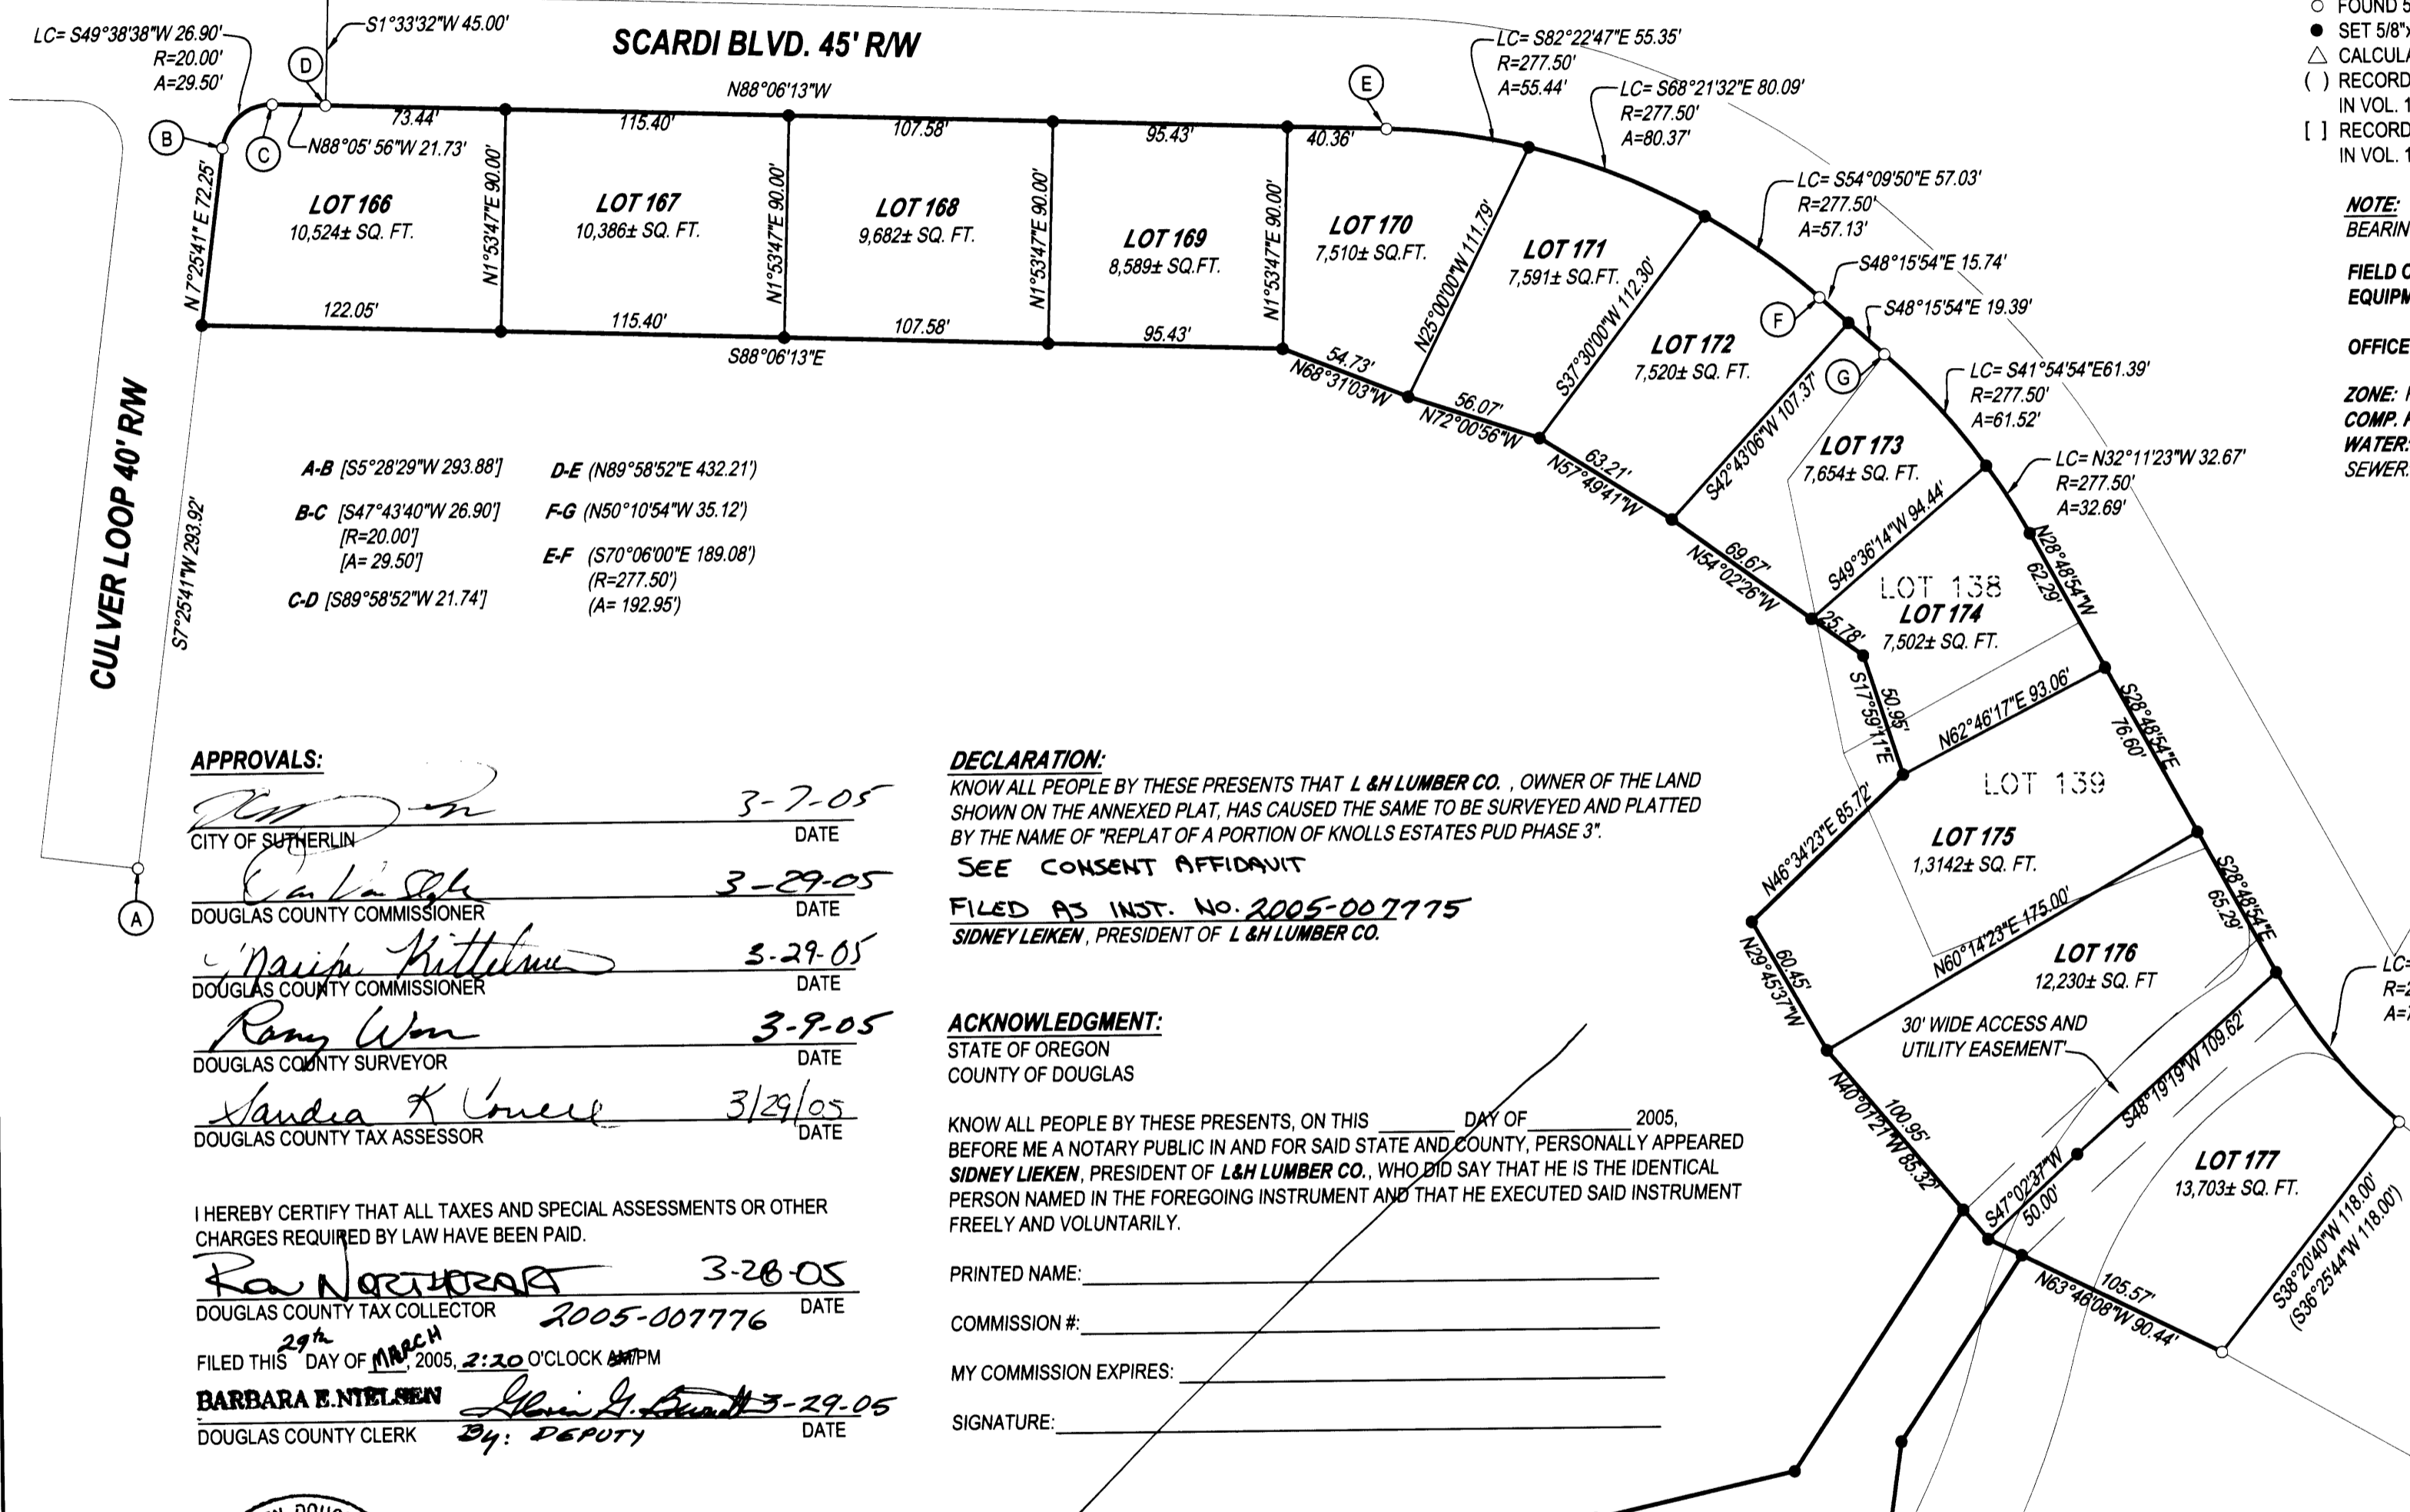 LC= S49°38'38"W 26.90'
R=20.00'
A=29.50'
S1°33'32"W 45.00'
SCARDI BLVD. 45' R/W
D
B
C
E
N88°05'56"W 21.73'
73.44'
N88°06'13"W
115.40'
107.58'
95.43'
40.36'
LC= S82°22'47"E 55.35'
R=277.50'
A=55.44'
LC= S68°21'32"E 80.09'
R=277.50'
A=80.37'
LC= S54°09'50"E 57.03'
R=277.50'
A=57.13'
S48°15'54"E 15.74'
S48°15'54"E 19.39'
F
G
LC= S41°54'54"E61.39'
R=277.50'
A=61.52'
LC= N32°11'23"W 32.67'
R=277.50'
A=32.69'
FOUND 5
SET 5/8"x
CALCULA
( ) RECORD
IN VOL. 1
[ ] RECORD
IN VOL. 1
NOTE:
BEARIN
FIELD C
EQUIPM
OFFICE
ZONE: 
COMP. 
WATER:
SEWER.
N 7°25'41" E 72.25'
LOT 166
10,524± SQ. FT.
N1°53'47"E 90.00'
LOT 167
10,386± SQ. FT.
N1°53'47"E 90.00'
LOT 168
9,682± SQ. FT.
N1°53'47"E 90.00'
LOT 169
8,589± SQ.FT.
N1°53'47"E 90.00'
LOT 170
7,510± SQ.FT.
N25°00'00"W 111.79'
LOT 171
7,591± SQ.FT.
S37°30'00"W 112.30'
LOT 172
7,520± SQ. FT.
S42°43'06"W 107.37'
LOT 173
7,654± SQ. FT.
S49°36'14"W 94.44'
LOT 138
LOT 174
7,502± SQ. FT.
122.05'
115.40'
107.58'
95.43'
S88°06'13"E
54.73'
N68°31'03"W
56.07'
N72°00'56"W
63.21'
N57°49'41"W
69.67'
N54°02'26"W
25.78'
50.95'
S17°59'11"E
N28°48'54"W
62.29'
N62°46'17"E 93.06'
S28°48'54"E
76.60'
LOT 139
LOT 175
1,3142± SQ. FT.
N46°34'23"E 85.72'
N60°14'23"E 175.00'
S28°48'54"E
65.29'
60.45'
N29°45'37"W
LOT 176
12,230± SQ. FT
30' WIDE ACCESS AND
UTILITY EASEMENT'
S48°19'19"W 109.62'
100.95'
N40°01'21"W 85.32'
S47°02'37"W
50.00'
LOT 177
13,703± SQ. FT.
105.57'
N63°46'08"W 90.44'
S38°20'40"W 118.00'
(S36°25'44"W 118.00')
LC=
R=2
A=7
CULVER LOOP 40' R/W
S7°25'41"W 293.92'
A
A-B [S5°28'29"W 293.88']
B-C [S47°43'40"W 26.90']
[R=20.00']
[A= 29.50']
C-D [S89°58'52"W 21.74']
D-E (N89°58'52"E 432.21')
F-G (N50°10'54"W 35.12')
E-F (S70°06'00"E 189.08')
(R=277.50')
(A= 192.95')
APPROVALS:
3-7-05
CITY OF SUTHERLIN DATE
3-29-05
DOUGLAS COUNTY COMMISSIONER DATE
3-29-05
DOUGLAS COUNTY COMMISSIONER DATE
3-9-05
DOUGLAS COUNTY SURVEYOR DATE
Sandra K 3/29/05
DOUGLAS COUNTY TAX ASSESSOR DATE
I HEREBY CERTIFY THAT ALL TAXES AND SPECIAL ASSESSMENTS OR OTHER
CHARGES REQUIRED BY LAW HAVE BEEN PAID.
3-28-05
DOUGLAS COUNTY TAX COLLECTOR DATE
2005-007776
FILED THIS 29th DAY OF MARCH, 2005, 2:20 O'CLOCK AM/PM
BARBARA E. NIELSEN 3-29-05
DOUGLAS COUNTY CLERK By: DEPUTY DATE
DECLARATION:
KNOW ALL PEOPLE BY THESE PRESENTS THAT L &H LUMBER CO. , OWNER OF THE LAND
SHOWN ON THE ANNEXED PLAT, HAS CAUSED THE SAME TO BE SURVEYED AND PLATTED
BY THE NAME OF "REPLAT OF A PORTION OF KNOLLS ESTATES PUD PHASE 3".
SEE CONSENT AFFIDAVIT
FILED AS INST. NO. 2005-007775
SIDNEY LEIKEN, PRESIDENT OF L &H LUMBER CO.
ACKNOWLEDGMENT:
STATE OF OREGON
COUNTY OF DOUGLAS
KNOW ALL PEOPLE BY THESE PRESENTS, ON THIS DAY OF 2005,
BEFORE ME A NOTARY PUBLIC IN AND FOR SAID STATE AND COUNTY, PERSONALLY APPEARED
SIDNEY LIEKEN, PRESIDENT OF L&H LUMBER CO., WHO DID SAY THAT HE IS THE IDENTICAL
PERSON NAMED IN THE FOREGOING INSTRUMENT AND THAT HE EXECUTED SAID INSTRUMENT
FREELY AND VOLUNTARILY.
PRINTED NAME:
COMMISSION #:
MY COMMISSION EXPIRES:
SIGNATURE: